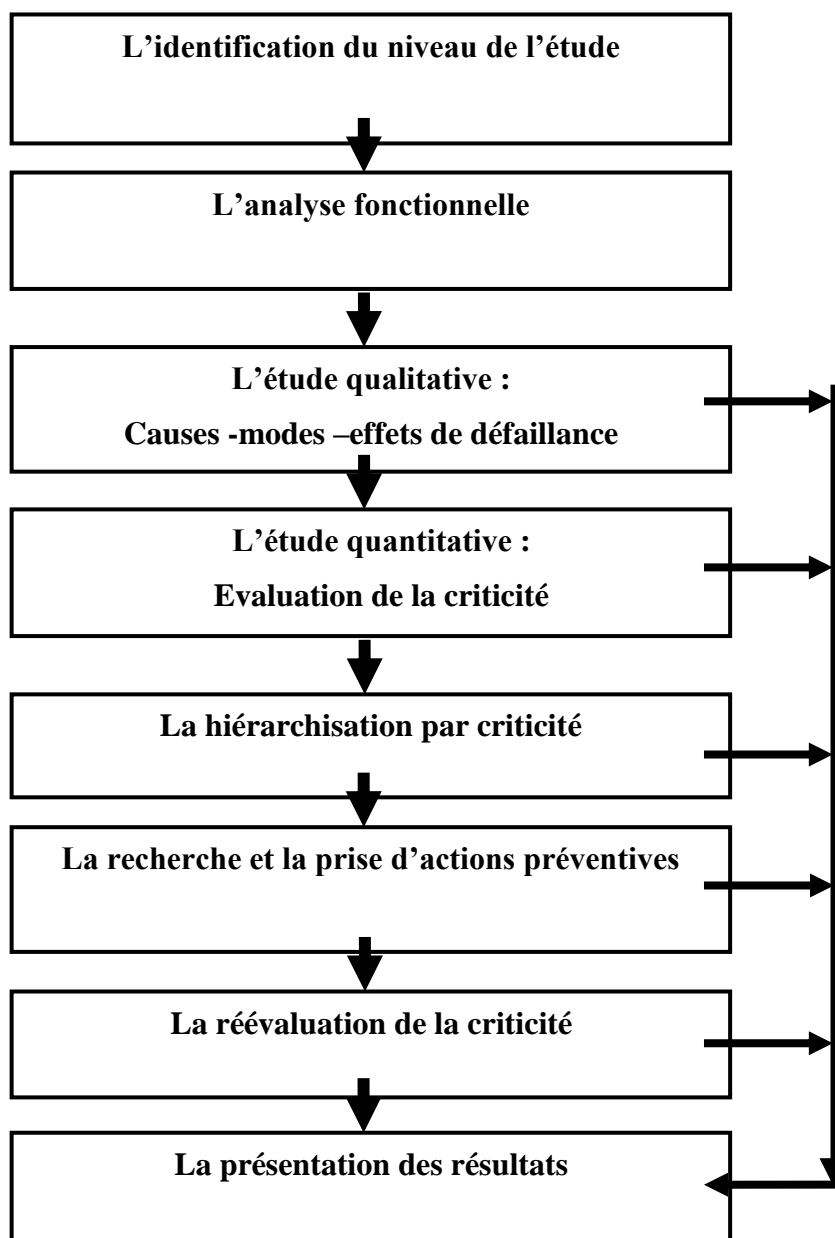 L’identification du niveau de l’étude
L’analyse fonctionnelle
L’étude qualitative :
Causes -modes –effets de défaillance
L’étude quantitative :
Evaluation de la criticité
La hiérarchisation par criticité
La recherche et la prise d’actions préventives
La réévaluation de la criticité
La présentation des résultats